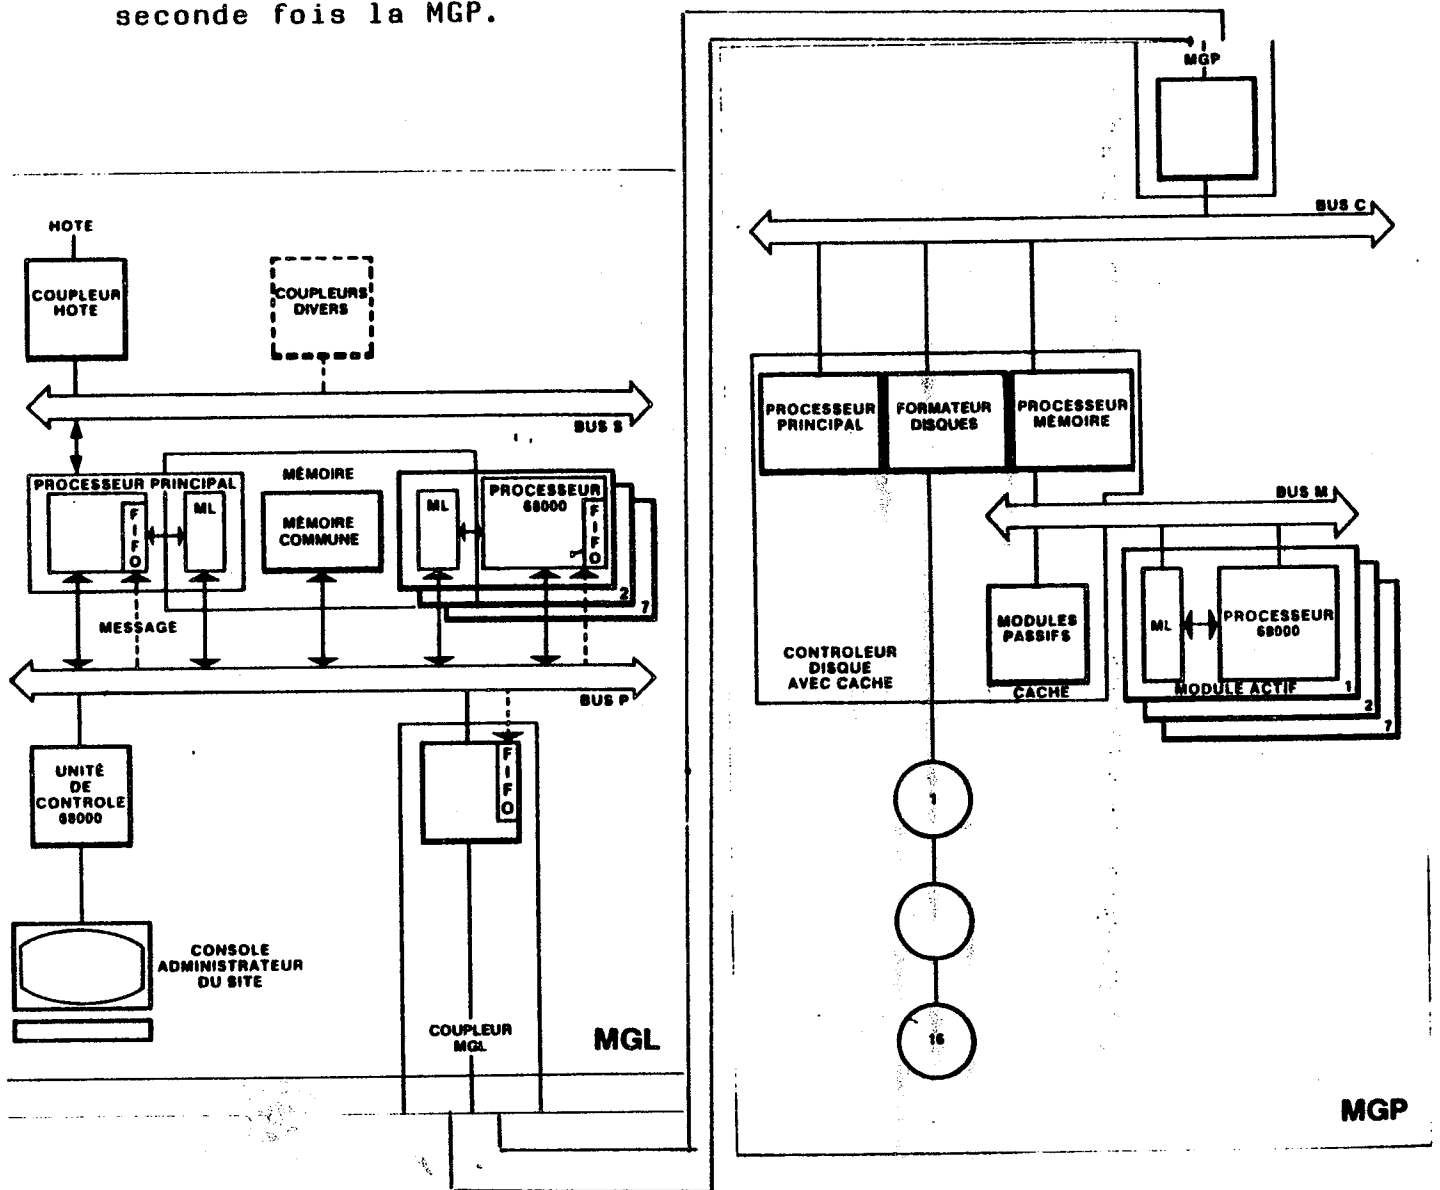 seconde fois la MGP.
HOTE
COUPLEUR
HOTE
COUPLEURS
DIVERS
BUS S
PROCESSEUR PRINCIPAL
FIFO
ML
MÉMOIRE
MÉMOIRE
COMMUNE
ML
PROCESSEUR
68000
FIFO
2
7
MESSAGE
BUS P
UNITÉ
DE
CONTROLE
68000
FIFO
CONSOLE
ADMINISTRATEUR
DU SITE
COUPLEUR
MGL
MGL
MGP
BUS C
PROCESSEUR
PRINCIPAL
FORMATEUR
DISQUES
PROCESSEUR
MÉMOIRE
BUS M
MODULES
PASSIFS
CACHE
CONTROLEUR
DISQUE
AVEC CACHE
ML
PROCESSEUR
68000
MODULE ACTIF
1
2
7
1
16
MGP